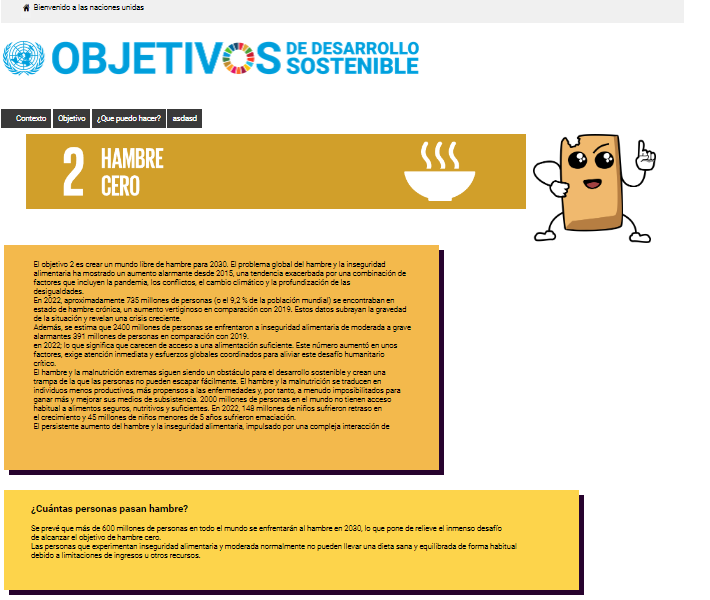 Bienvenido a las naciones unidas
OBJETIVOS DE DESARROLLO
SOSTENIBLE
Contexto Objetivo ¿Que puedo hacer? asdasd
2 HAMBRE
CERO
El objetivo 2 es crear un mundo libre de hambre para 2030. El problema global del hambre y la inseguridad
alimentaria ha mostrado un aumento alarmante desde 2015, una tendencia exacerbada por una combinación de
factores que incluyen la pandemia, los conflictos, el cambio climático y la profundización de las
desigualdades.
En 2022, aproximadamente 735 millones de personas (o el 9,2 % de la población mundial) se encontraban en
estado de hambre crónica, un aumento vertiginoso en comparación con 2019. Estos datos subrayan la gravedad
de la situación y revelan una crisis creciente.
Además, se estima que 2400 millones de personas se enfrentaron a inseguridad alimentaria de moderada a grave
alarmantes 391 millones de personas en comparación con 2019.
en 2022; lo que significa que carecen de acceso a una alimentación suficiente. Este número aumentó en unos
factores, exige atención inmediata y esfuerzos globales coordinados para aliviar este desafío humanitario
crítico.
El hambre y la malnutrición extremas siguen siendo un obstáculo para el desarrollo sostenible y crean una
trampa de la que las personas no pueden escapar fácilmente. El hambre y la malnutrición se traducen en
individuos menos productivos, más propensos a las enfermedades y, por tanto, a menudo imposibilitados para
ganar más y mejorar sus medios de subsistencia. 2000 millones de personas en el mundo no tienen acceso
habitual a alimentos seguros, nutritivos y suficientes. En 2022, 148 millones de niños sufrieron retraso en
el crecimiento y 45 millones de niños menores de 5 años sufrieron emaciación.
El persistente aumento del hambre y la inseguridad alimentaria, impulsado por una compleja interacción de
¿Cuántas personas pasan hambre?
Se prevé que más de 600 millones de personas en todo el mundo se enfrentarán al hambre en 2030, lo que pone de relieve el inmenso desafío
de alcanzar el objetivo de hambre cero.
Las personas que experimentan inseguridad alimentaria y moderada normalmente no pueden llevar una dieta sana y equilibrada de forma habitual
debido a limitaciones de ingresos u otros recursos.